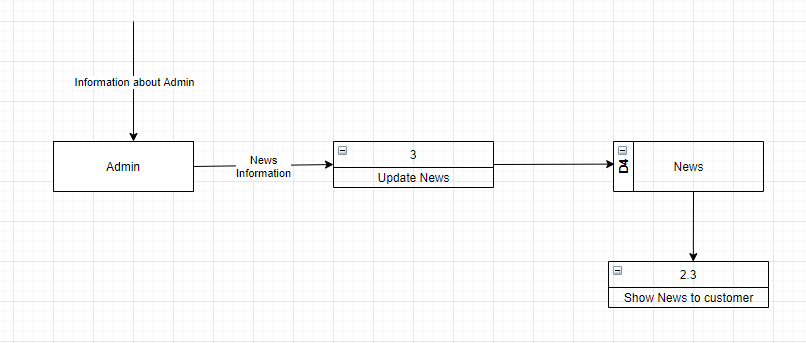 Information about Admin
Admin
News
Information
3
Update News
D4
News
2.3
Show News to customer